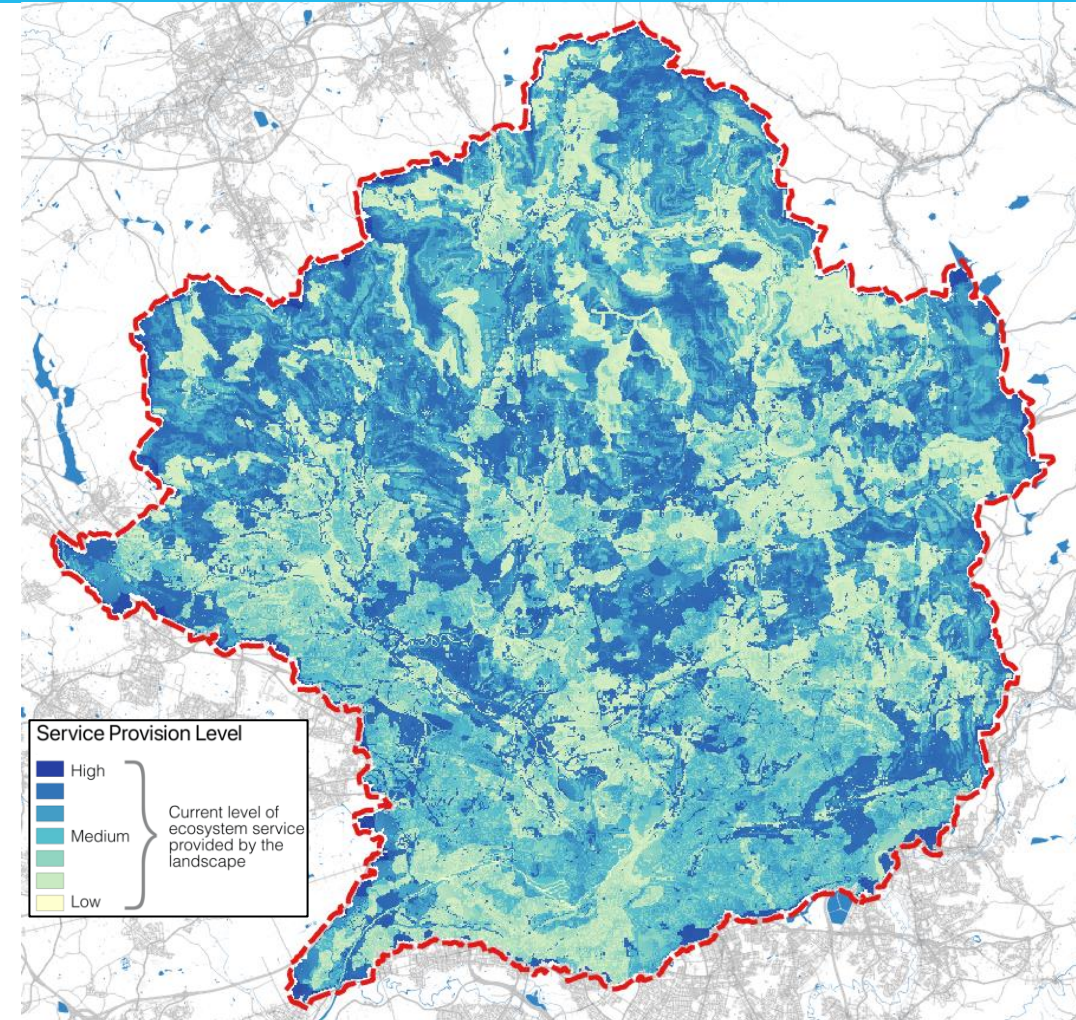 Service Provision Level
High
Medium
Low
Current level of
ecosystem service
provided by the
landscape